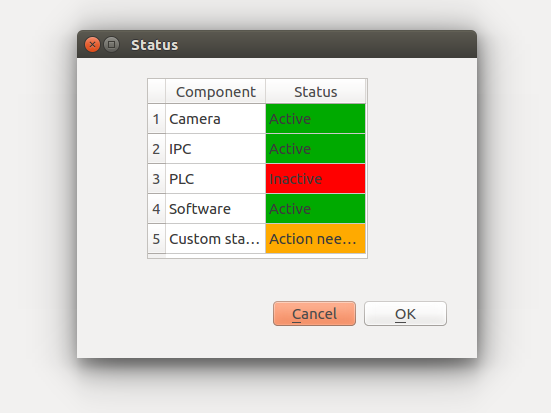 Status
Component Status
1 Camera Active
2 IPC Active
3 PLC Inactive
4 Software Active
5 Custom sta... Action nee...
Cancel OK